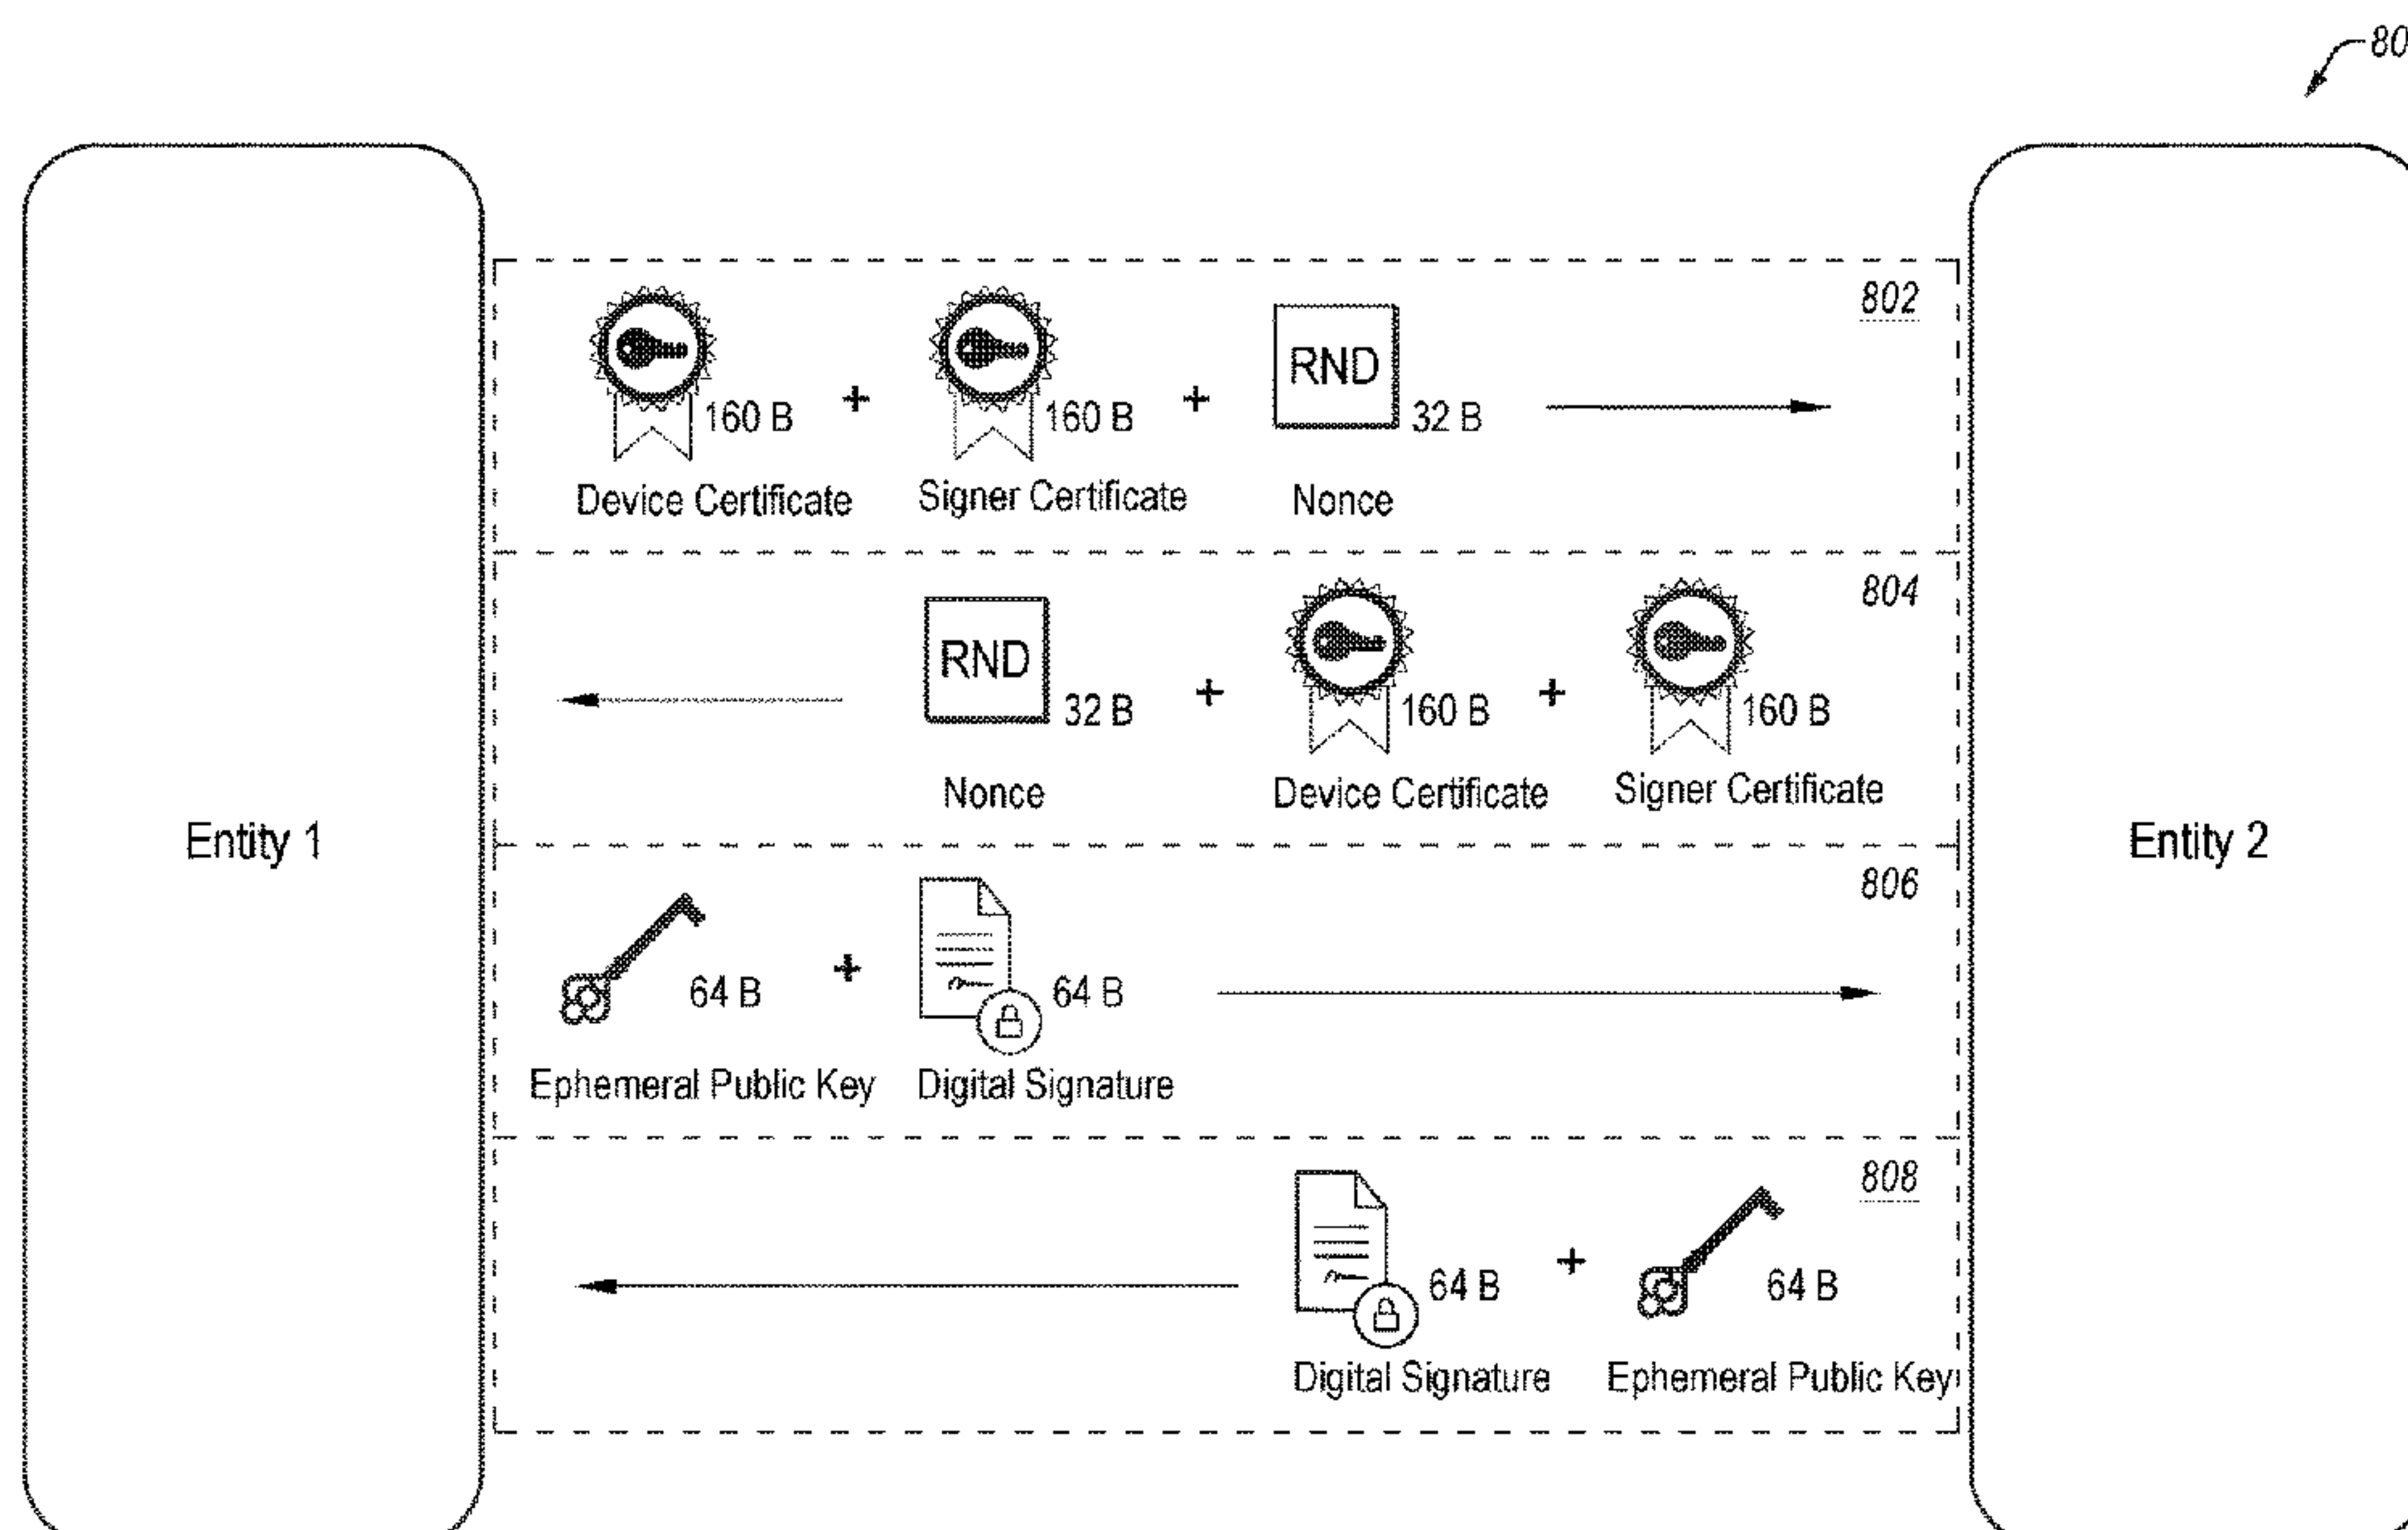 80
802
RND
160 B + 160 B + 32 B
Device Certificate Signer Certificate Nonce
804
RND
32 B + 160 B + 160 B
Nonce Device Certificate Signer Certificate
Entity 1
Entity 2
806
64 B + 64 B
Ephemeral Public Key Digital Signature
808
64 B + 64 B
Digital Signature Ephemeral Public Key